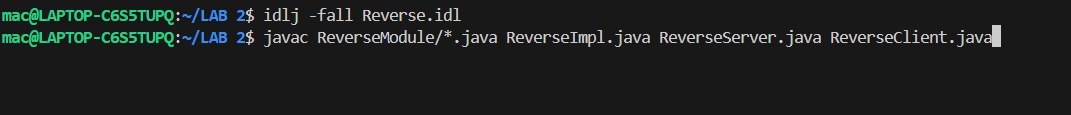 mac@LAPTOP-C6S5TUPQ:~/LAB 2$ idlj -fall Reverse.idl
mac@LAPTOP-C6S5TUPQ:~/LAB 2$ javac ReverseModule/*.java ReverseImpl.java ReverseServer.java ReverseClient.java